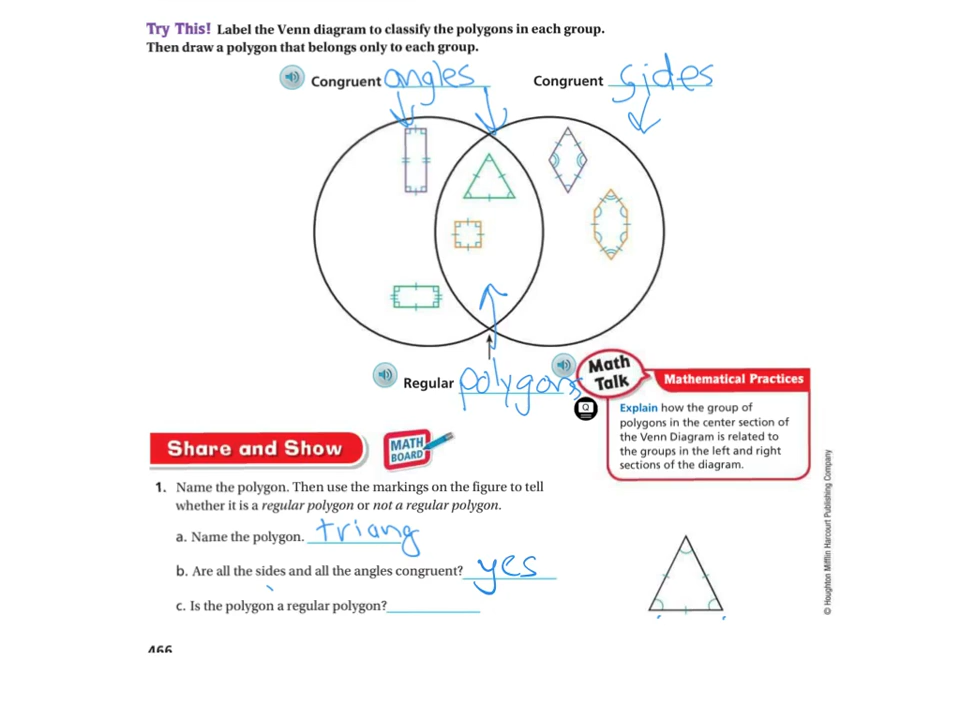 Try This! Label the Venn diagram to classify the polygons in each group.
Then draw a polygon that belongs only to each group.
Congruent angles Congruent sides
Regular polygons
Math
Talk
Mathematical Practices
Explain how the group of
polygons in the center section of
the Venn Diagram is related to
the groups in the left and right
sections of the diagram.
Share and Show
MATH
BOARD
1. Name the polygon. Then use the markings on the figure to tell
whether it is a regular polygon or not a regular polygon.
a. Name the polygon. triang
b. Are all the sides and all the angles congruent? yes
c. Is the polygon a regular polygon?
© Houghton Mifflin Harcourt Publishing Company
466